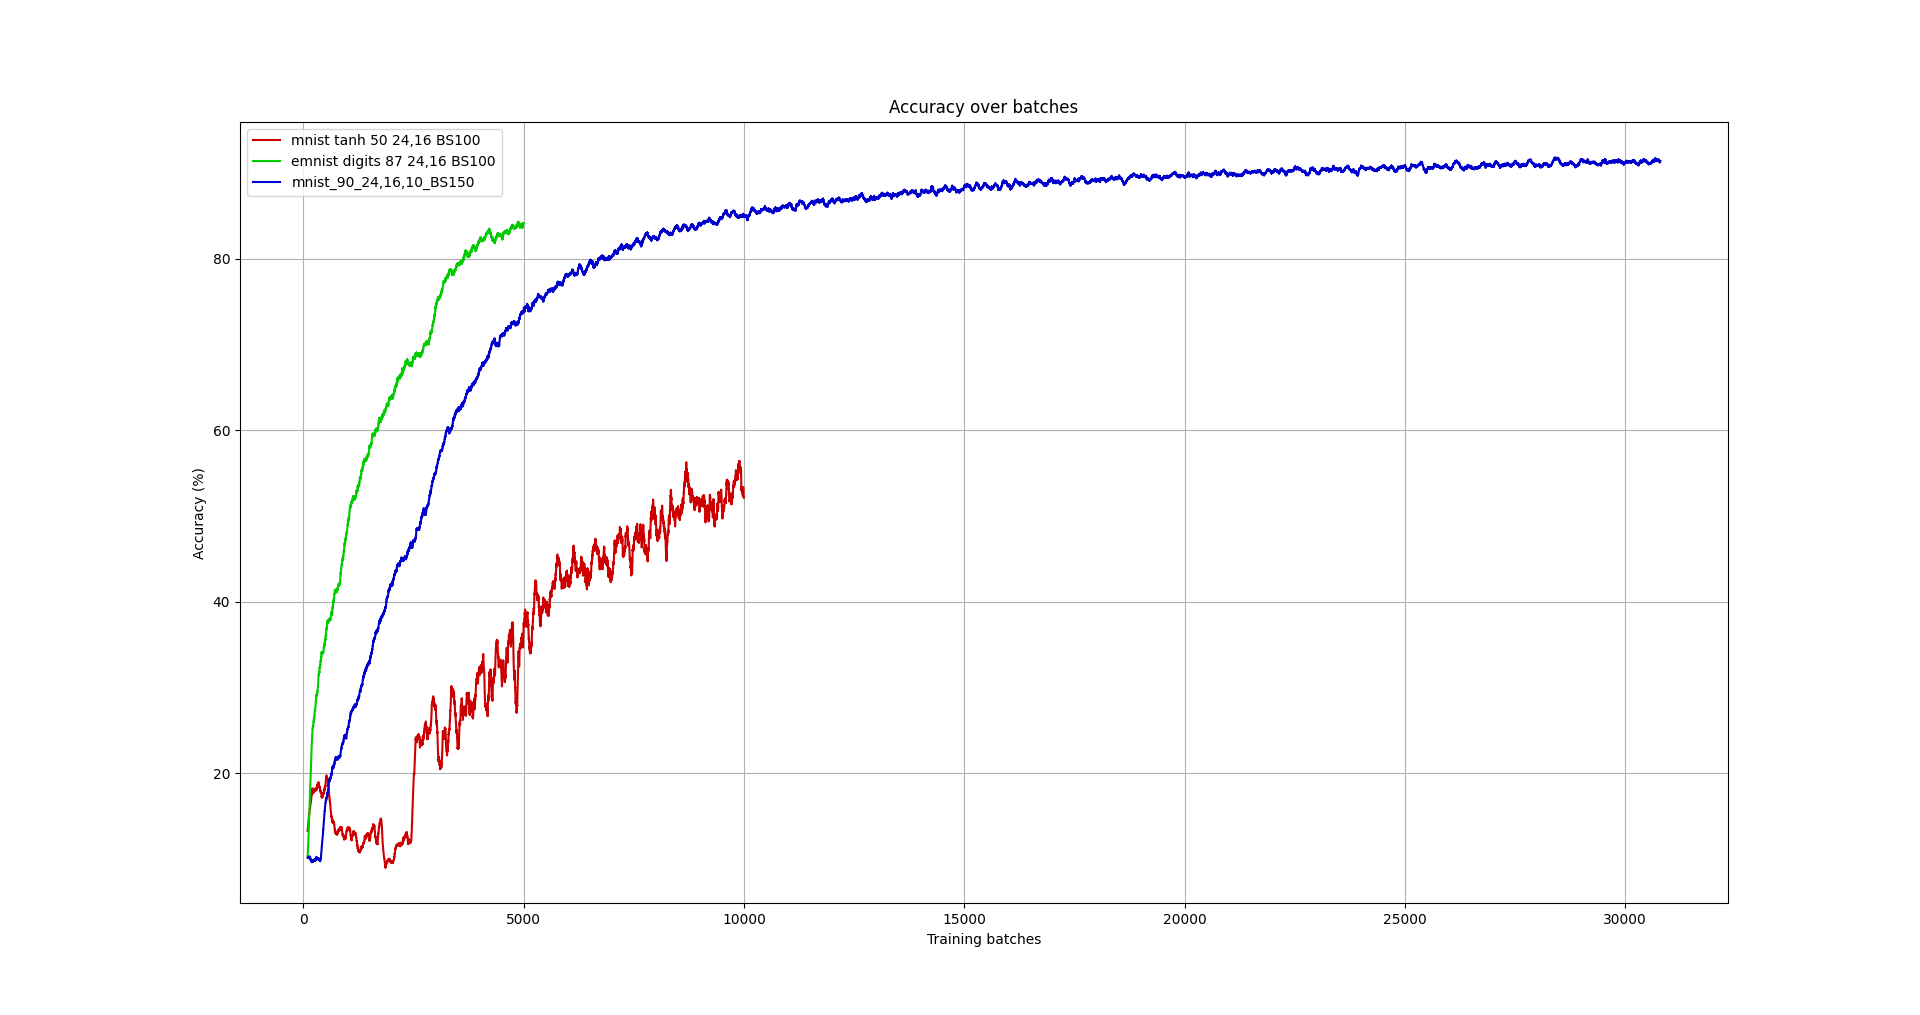 Accuracy over batches
mnist tanh 50 24,16 BS100
emnist digits 87 24,16 BS100
mnist_90_24,16,10_BS150
80
60
40
20
Accuracy (%)
0 5000 10000 15000 20000 25000 30000
Training batches